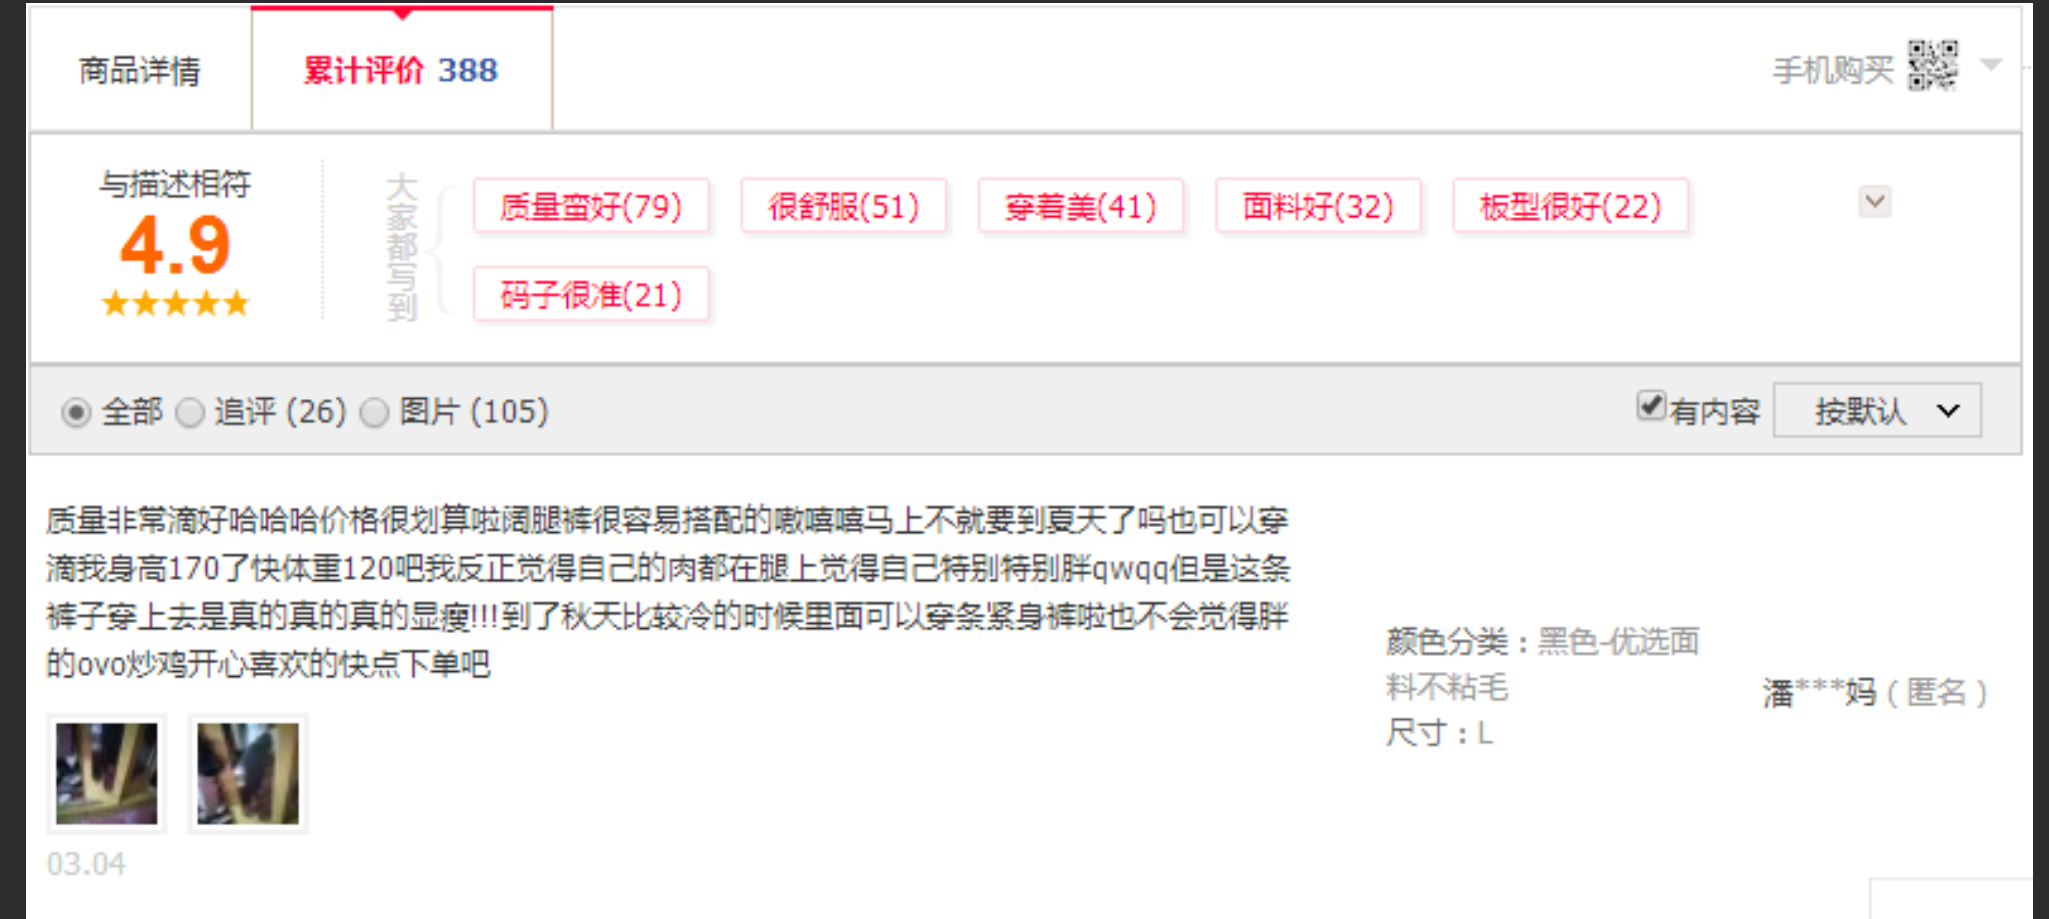 商品详情
累计评价 388
手机购买
与描述相符
4.9
大家都写到
质量蛮好(79)
很舒服(51)
穿着美(41)
面料好(32)
板型很好(22)
码子很准(21)
全部
追评 (26)
图片 (105)
有内容
按默认
质量非常滴好哈哈哈价格很划算啦阔腿裤很容易搭配的嗷嘻嘻马上不就要到夏天了吗也可以穿
滴我身高170了快体重120吧我反正觉得自己的肉都在腿上觉得自己特别特别胖qwqq但是这条
裤子穿上去是真的真的真的显瘦!!!到了秋天比较冷的时候里面可以穿条紧身裤啦也不会觉得胖
的ovo炒鸡开心喜欢的快点下单吧
颜色分类：黑色-优选面
料不粘毛
尺寸：L
潘***妈（匿名）
03.04